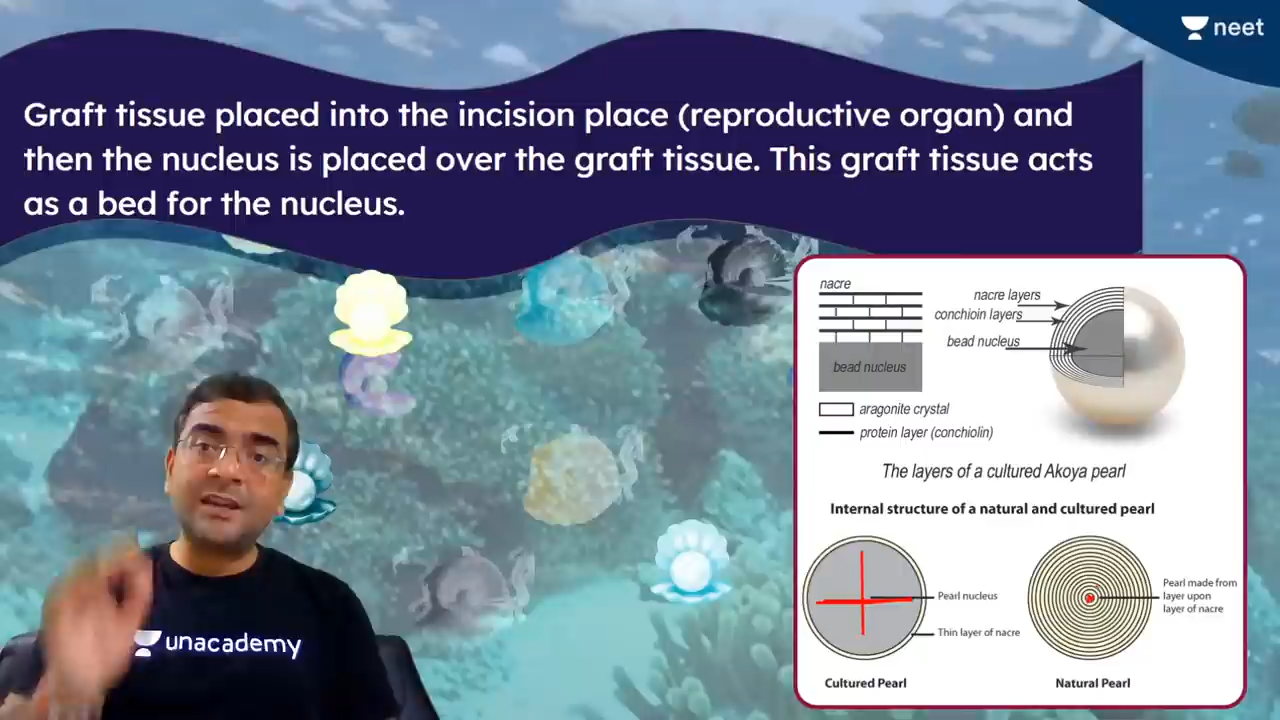 neet
Graft tissue placed into the incision place (reproductive organ) and
then the nucleus is placed over the graft tissue. This graft tissue acts
as a bed for the nucleus.
nacre
bead nucleus
aragonite crystal
protein layer (conchiolin)
nacre layers
conchioin layers
bead nucleus
The layers of a cultured Akoya pearl
Internal structure of a natural and cultured pearl
Pearl nucleus
Thin layer of nacre
Cultured Pearl
Pearl made from
layer upon
layer of nacre
Natural Pearl
unacademy